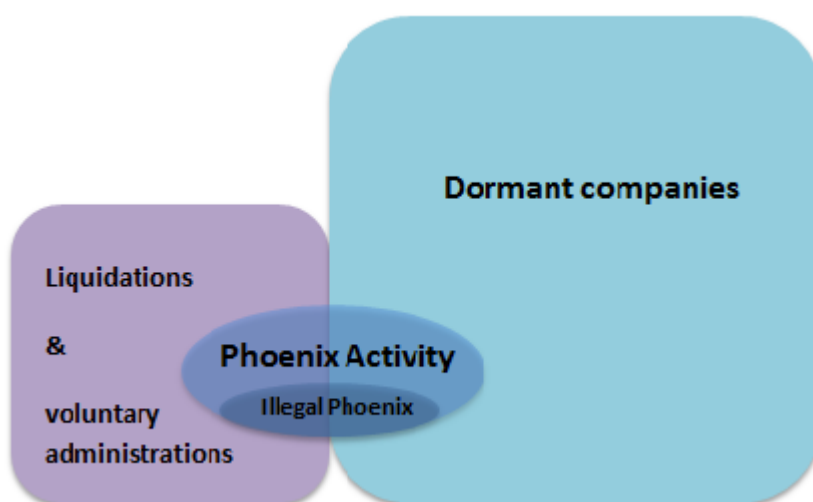 Dormant companies
Liquidations
&
voluntary
administrations
Phoenix Activity
Illegal Phoenix